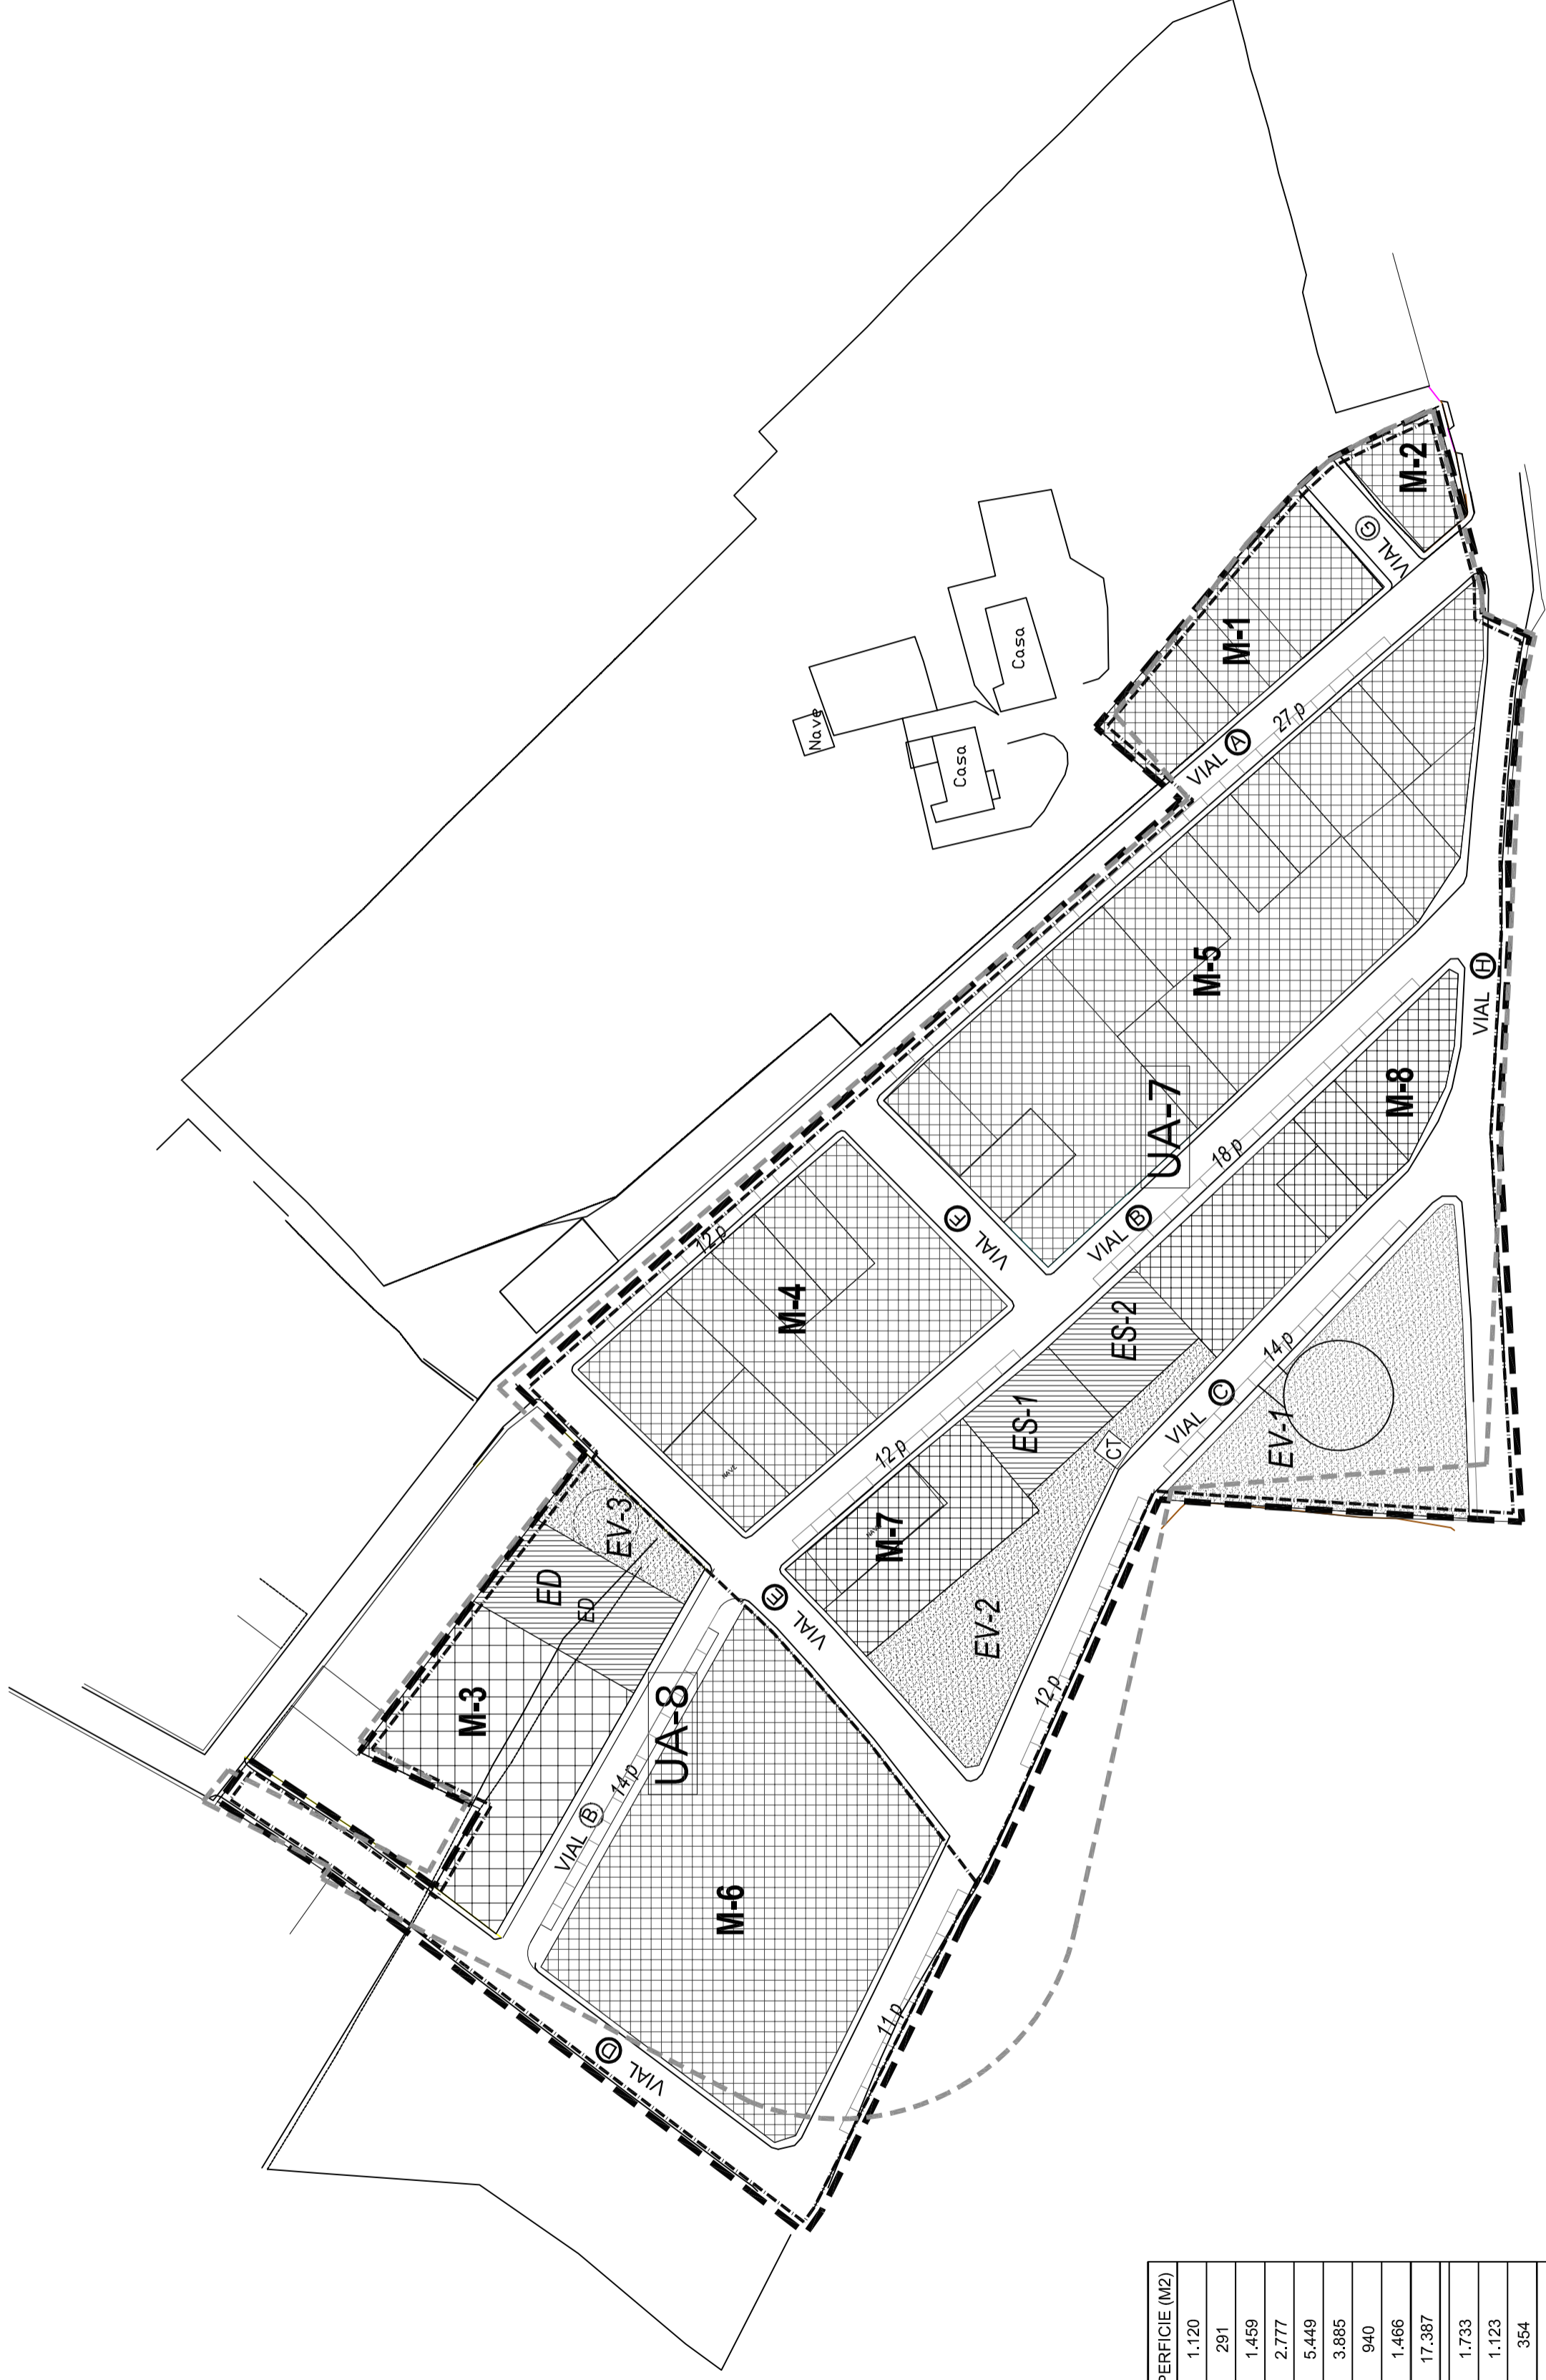 M-2
VIAL G
M-1
Casa
Nave
Casa
VIAL A
27 p
M-5
VIAL H
M-8
UA-7
18 p
VIAL B
VIAL F
12 p
M-4
ES-2
14 p
VIAL C
EV-1
ES-1
CT
12 p
NAVE
M-7
NAVE
EV-3
ED
ED
VIAL E
EV-2
12 p
M-3
UA-8
14 p
VIAL B
M-6
11 p
VIAL D
PERFICIE (M2)
1.120
291
1.459
2.777
5.449
3.885
940
1.466
17.387
1.733
1.123
354